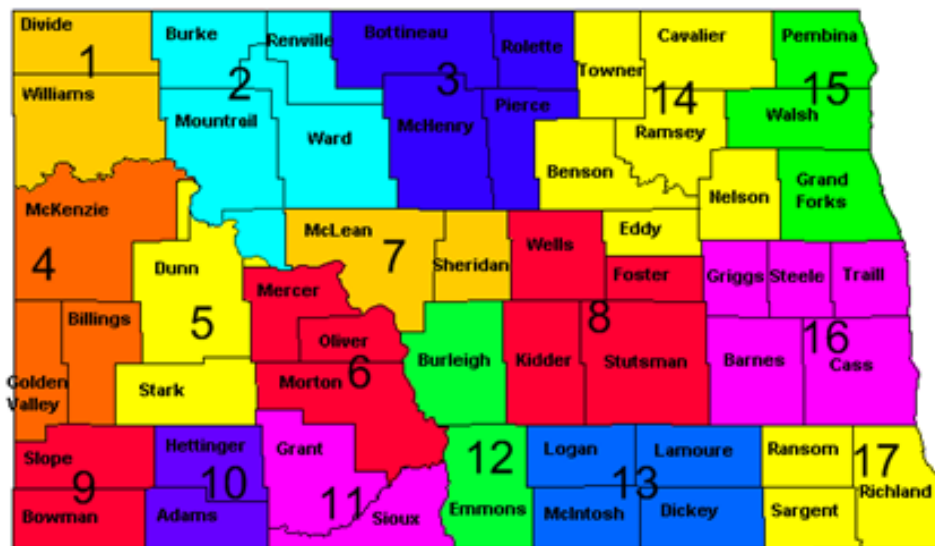 Divide
Burke
Renville
Bottineau
Rolette
Cavalier
Pembina
1
2
3
Towner
14
15
Williams
Mountrail
Ward
McHenry
Pierce
Ramsey
Walsh
Benson
Nelson
Grand
Forks
McKenzie
McLean
Wells
Eddy
4
Dunn
7
Sheridan
Foster
Griggs
Steele
Traill
Mercer
Billings
5
Oliver
8
16
Golden
Valley
Stark
Morton
6
Burleigh
Kidder
Stutsman
Barnes
Cass
Slope
Hettinger
Grant
12
Logan
Lamoure
Ransom
17
9
10
11
13
Richland
Bowman
Adams
Sioux
Emmons
McIntosh
Dickey
Sargent